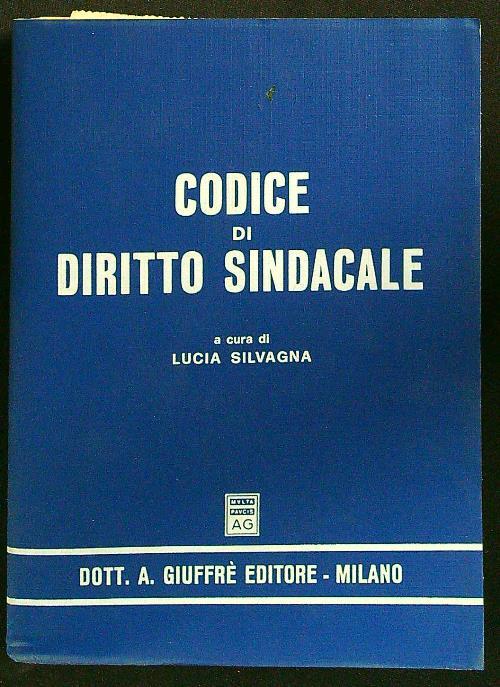 CODICE
DI
DIRITTO SINDACALE
a cura di
LUCIA SILVAGNA
MVLTA
PAVCIS
AG
DOTT. A. GIUFFRÈ EDITORE - MILANO